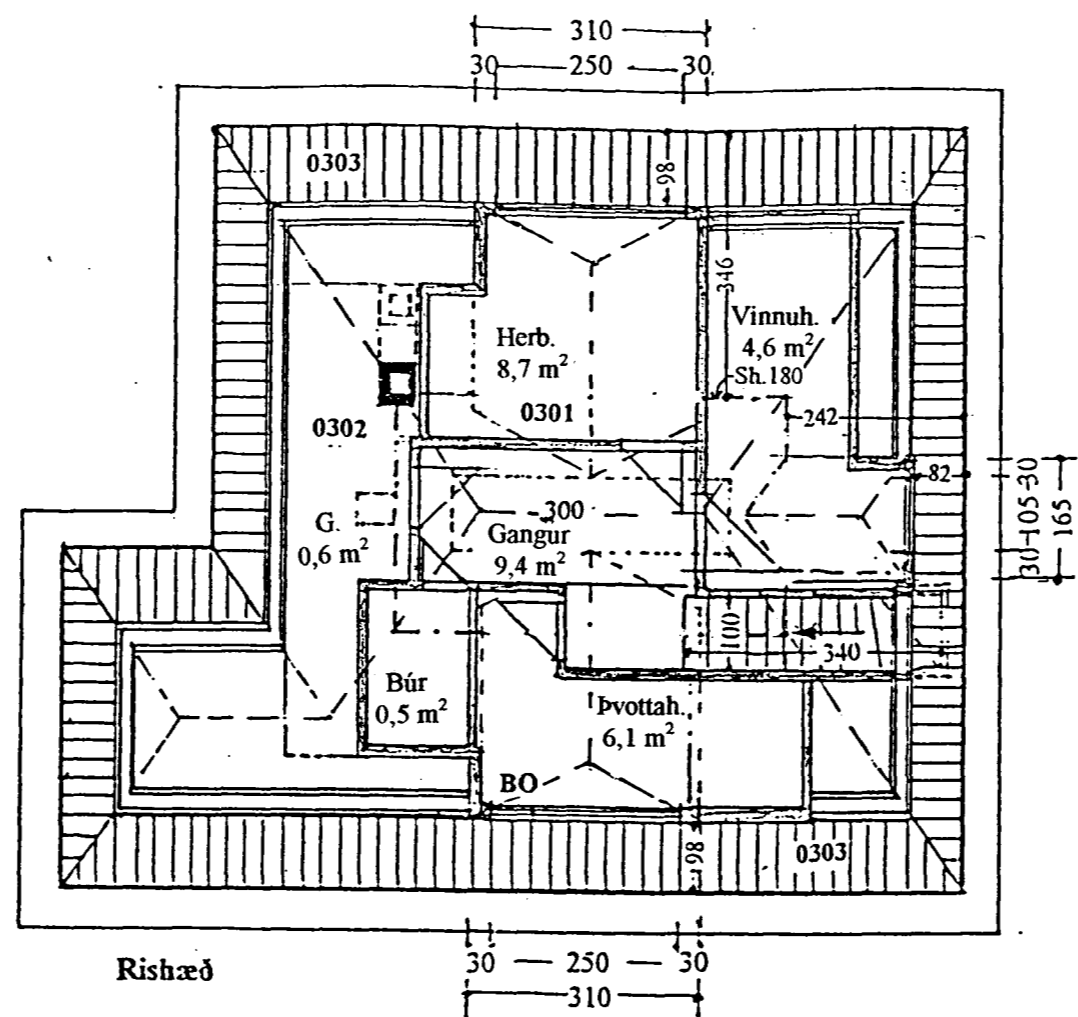 310
30 250 30
0303
98
346
Herb.
8,7 m²
0301
Vinnuh.
4,6 m²
Sh.180
242
0302
82
30 105 30
165
300
G.
0,6 m²
Gangur
9,4 m²
100
340
Búr
0,5 m²
Þvottah.
6,1 m²
BO
98
0303
Rishæð
30 250 30
310